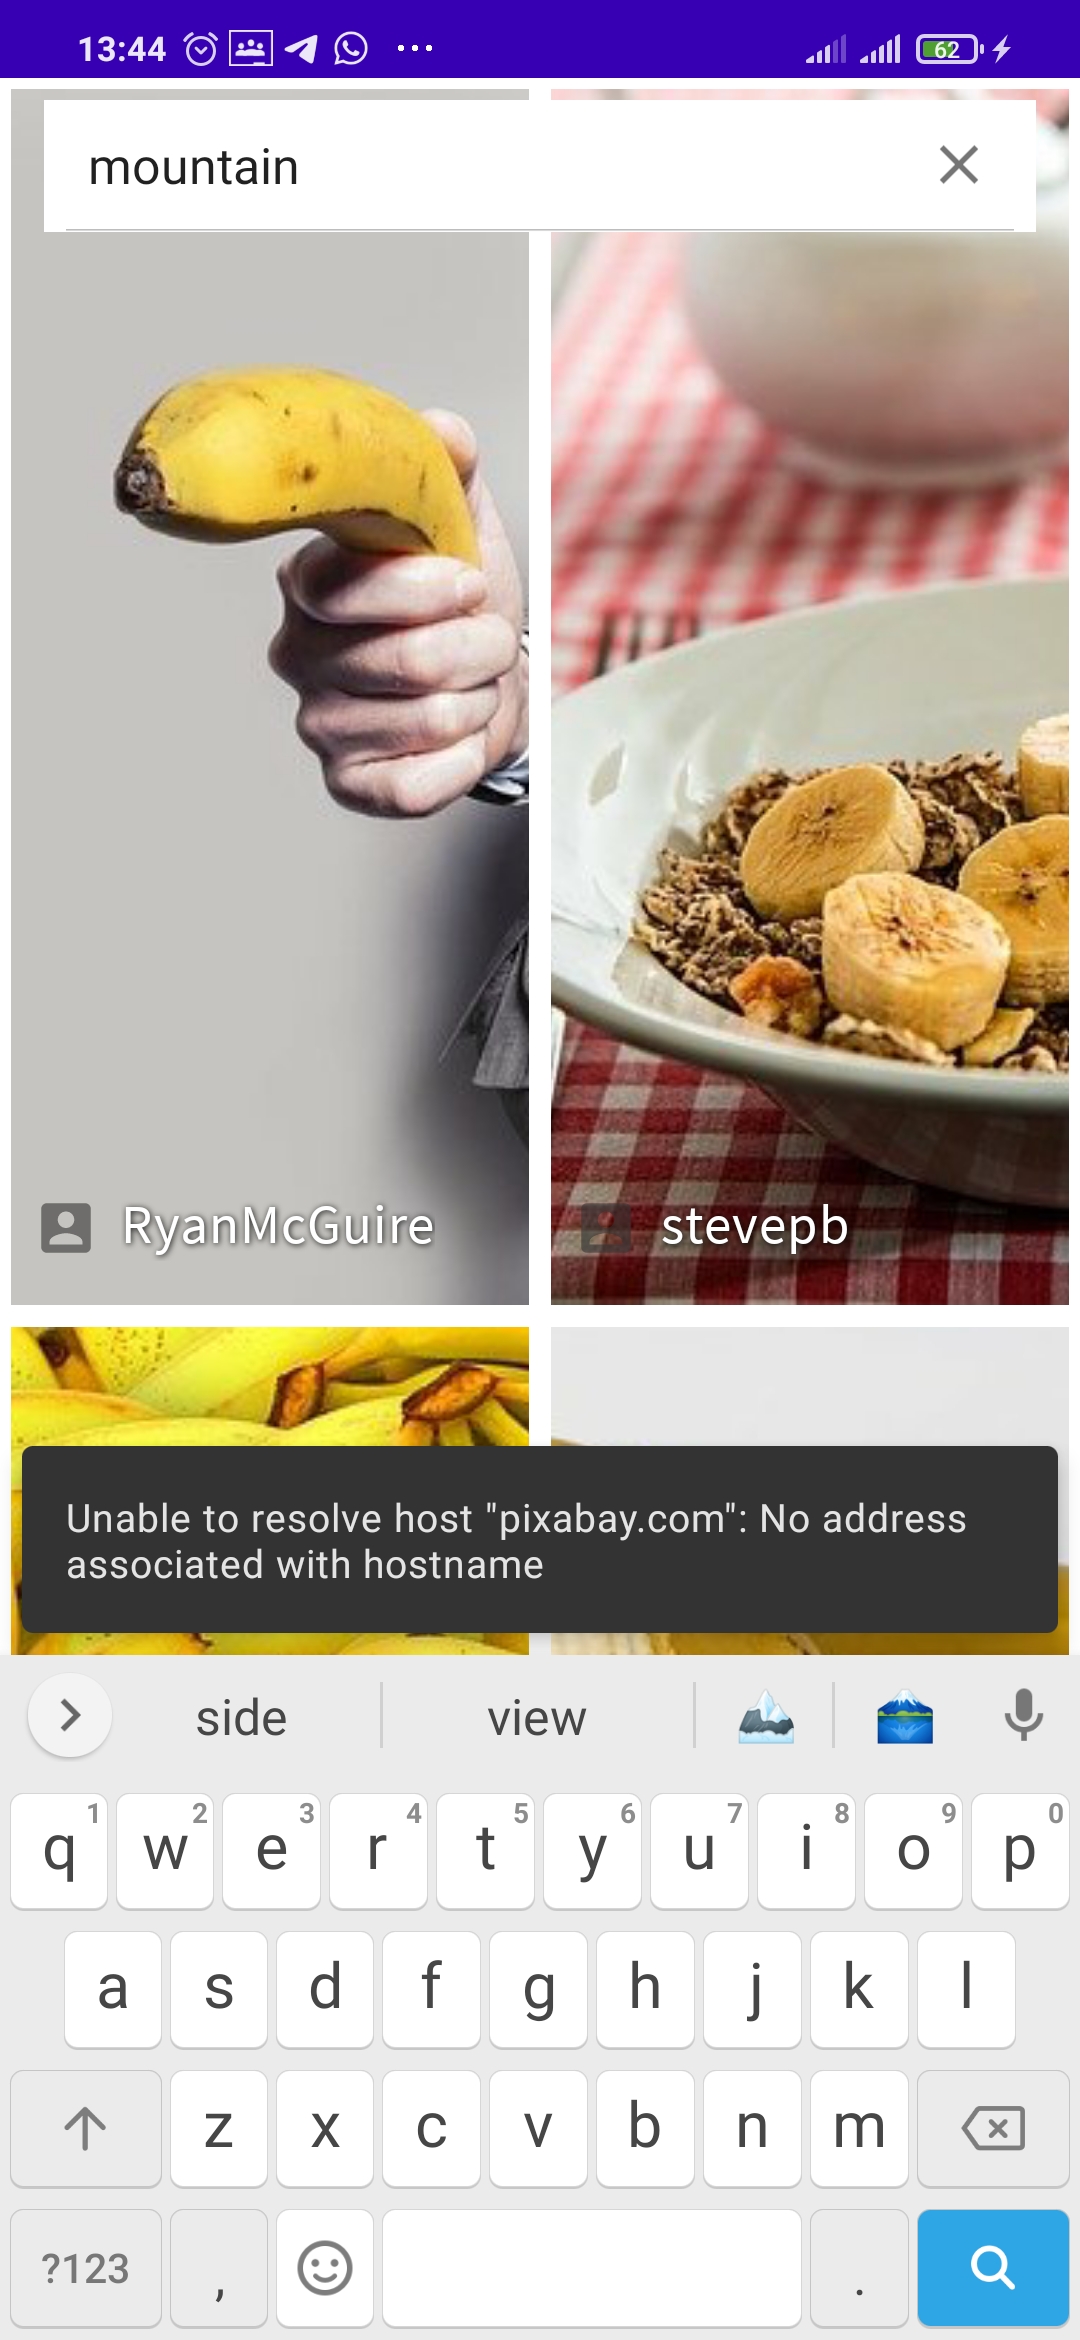 13:44
62
mountain
RyanMcGuire
stevepb
Unable to resolve host "pixabay.com": No address
associated with hostname
side view
1 2 3 4 5 6 7 8 9 0
q w e r t y u i o p
a s d f g h j k l
z x c v b n m
?123 , .